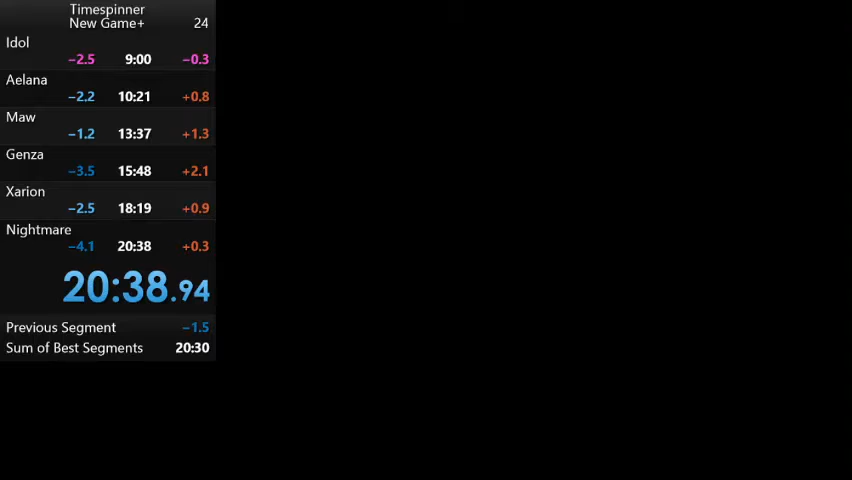 Timespinner
New Game+ 24
Idol
−2.5 9:00 −0.3
Aelana
−2.2 10:21 +0.8
Maw
−1.2 13:37 +1.3
Genza
−3.5 15:48 +2.1
Xarion
−2.5 18:19 +0.9
Nightmare
−4.1 20:38 +0.3
20:38.94
Previous Segment −1.5
Sum of Best Segments 20:30